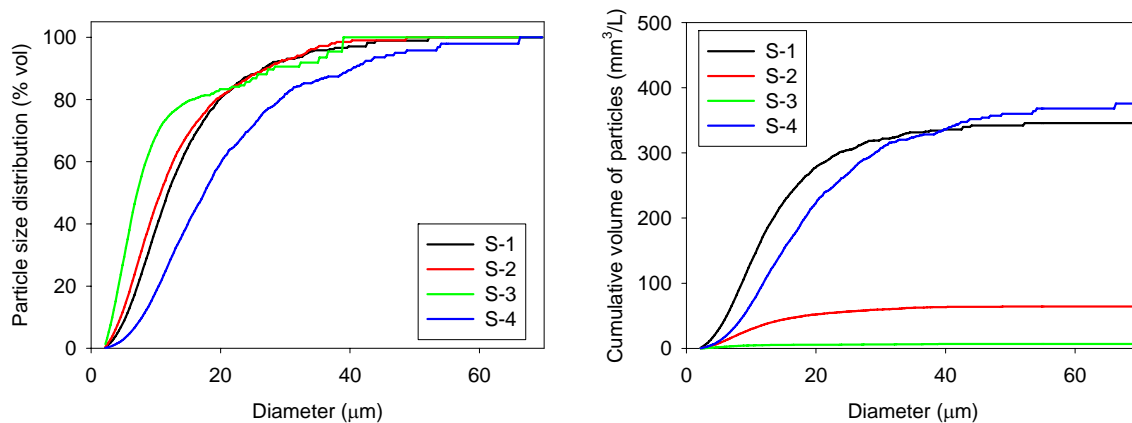 Particle size distribution (% vol)
100
80
60
40
20
0
S-1
S-2
S-3
S-4
0 20 40 60
Diameter (μm)
Cumulative volume of particles (mm³/L)
500
400
300
200
100
0
S-1
S-2
S-3
S-4
0 20 40 60
Diameter (μm)